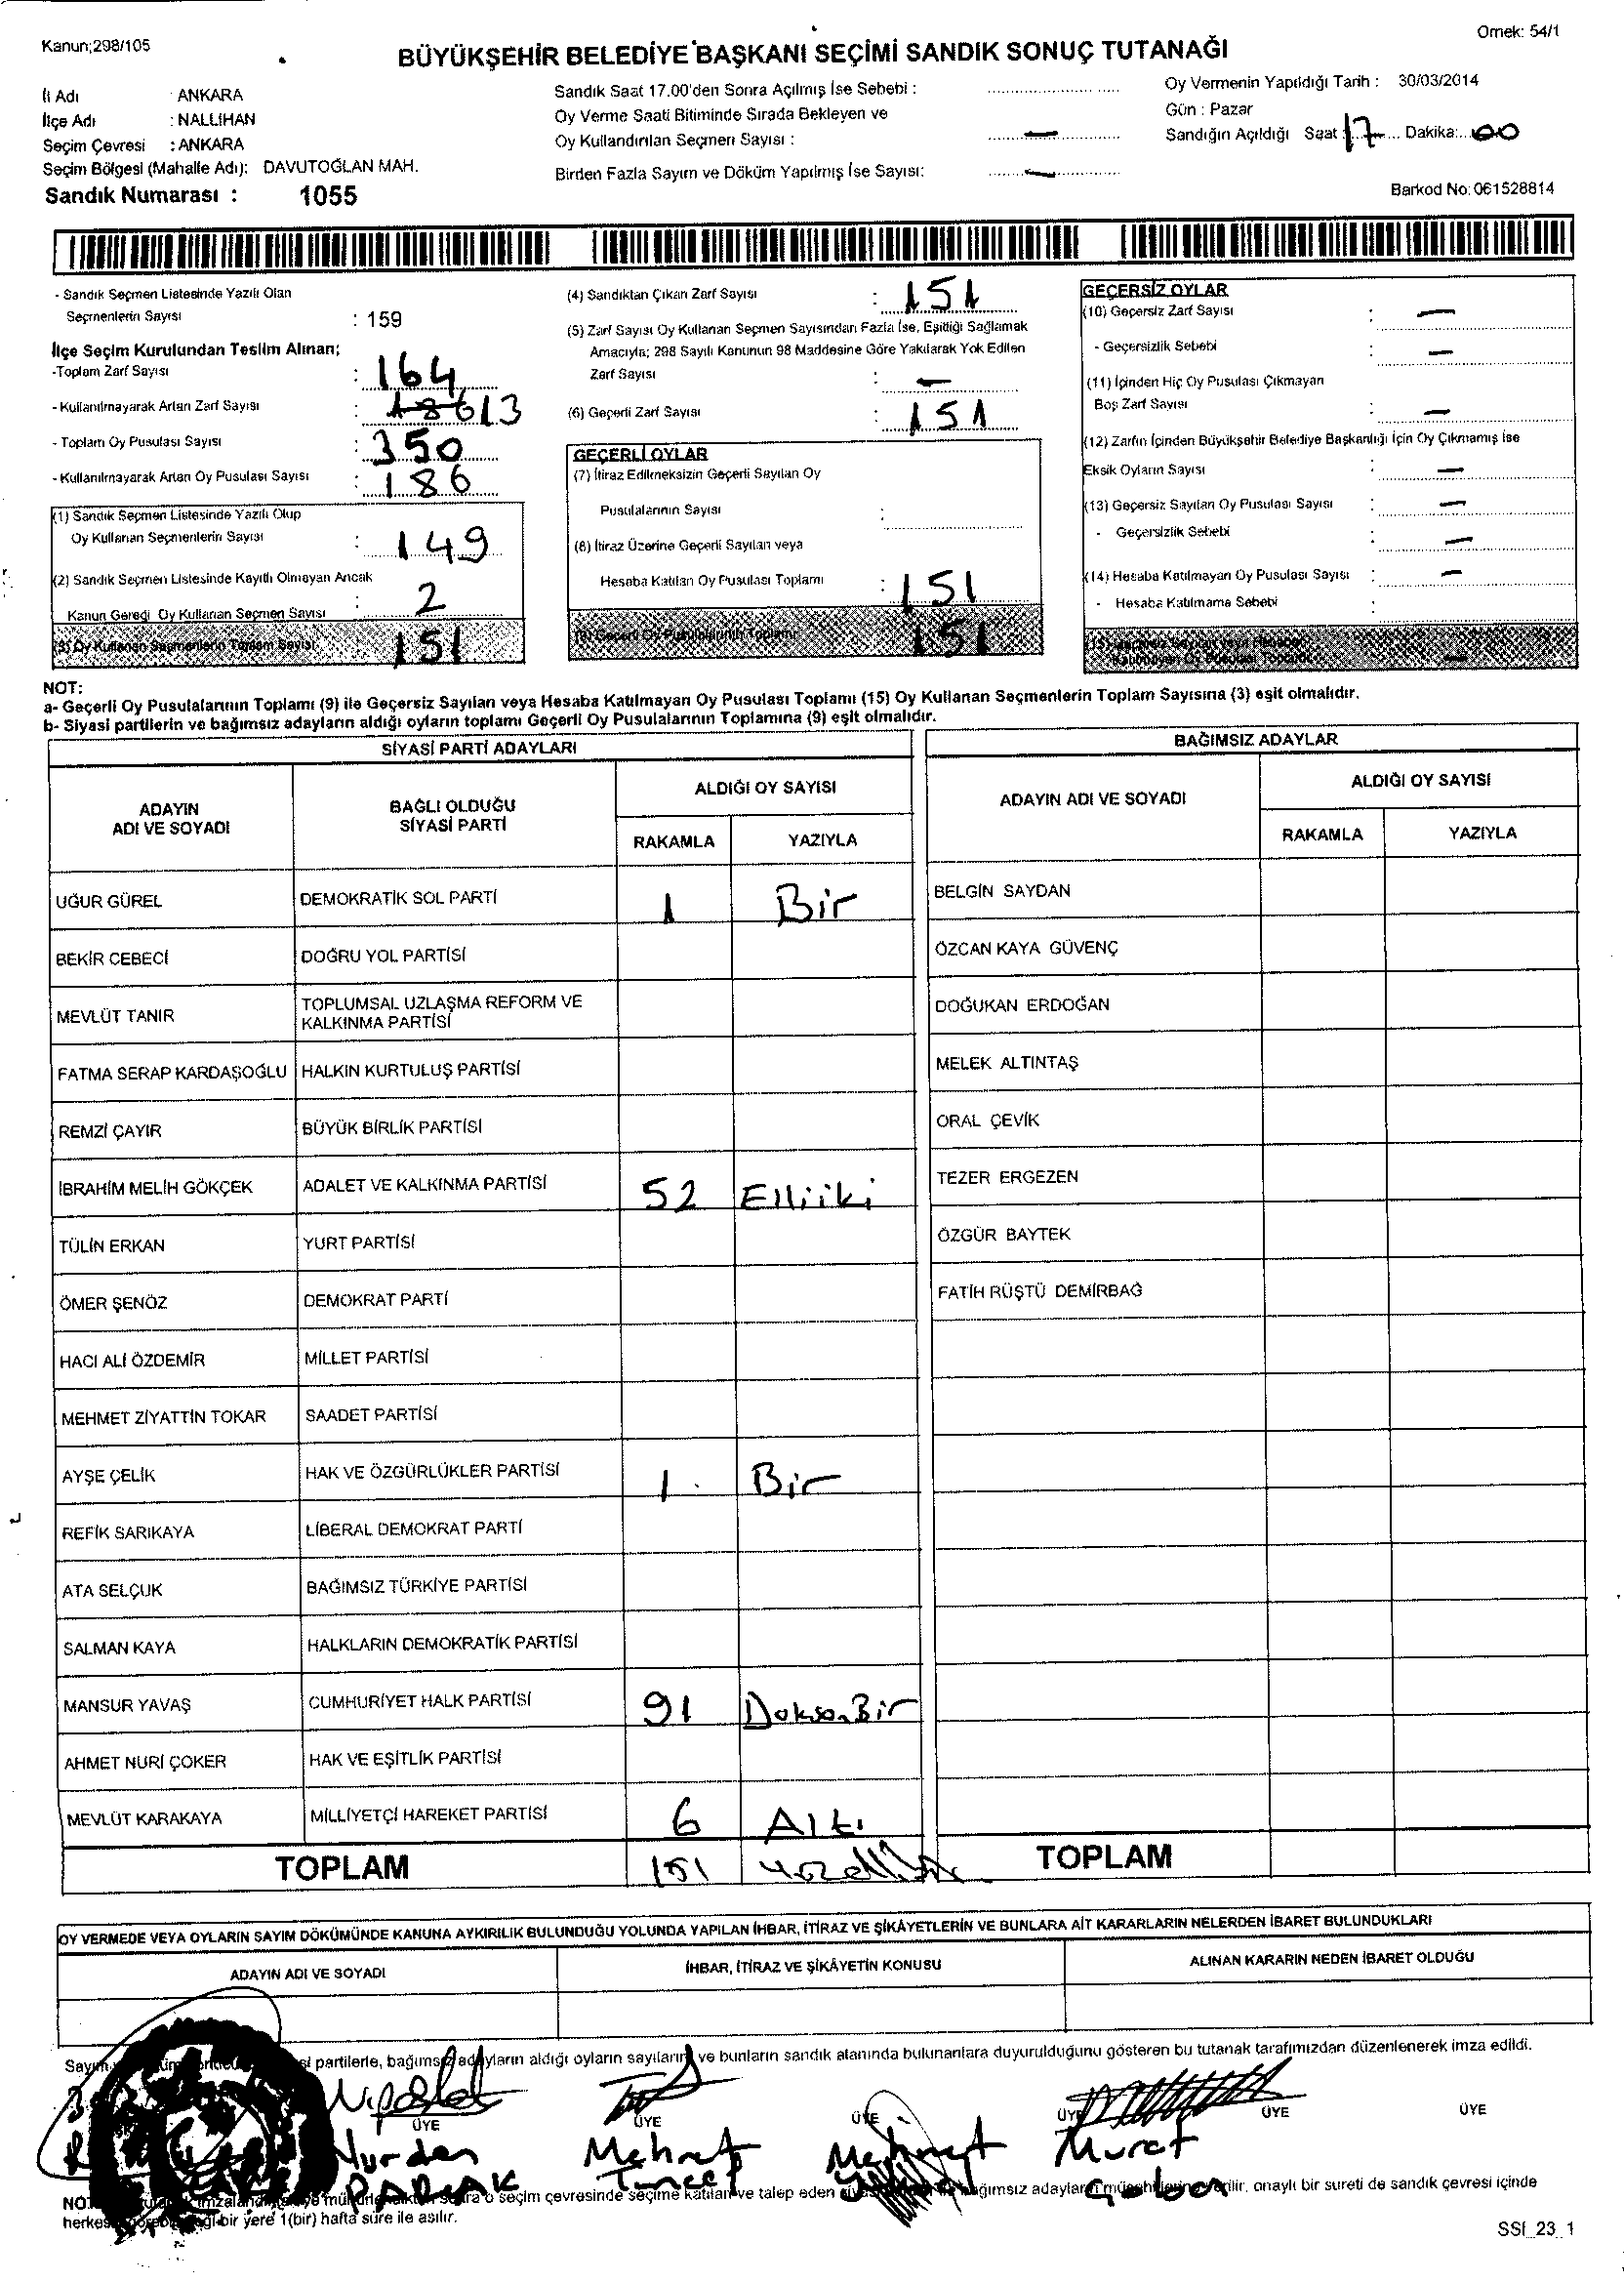 Kanun;298/105
Ornek: 54/1
BÜYÜKŞEHİR BELEDİYE BAŞKANI SEÇİMİ SANDIK SONUÇ TUTANAĞI
İl Adı : ANKARA
İlçe Adı : NALLIHAN
Seçim Çevresi : ANKARA
Seçim Bölgesi (Mahalle Adı): DAVUTOĞLAN MAH.
Sandık Numarası : 1055
Sandık Saat 17.00'den Sonra Açılmış İse Sebebi :
Oy Verme Saati Bitiminde Sırada Bekleyen ve
Oy Kullandırılan Seçmen Sayısı : —
Birden Fazla Sayım ve Döküm Yapılmış İse Sayısı: —
Oy Vermenin Yapıldığı Tarih : 30/03/2014
Gün : Pazar
Sandığın Açıldığı Saat 17 Dakika: 00
Barkod No: 061528814
- Sandık Seçmen Listesinde Yazılı Olan
Seçmenlerin Sayısı : 159
İlçe Seçim Kurulundan Teslim Alınan;
-Toplam Zarf Sayısı : 164
- Kullanılmayarak Artan Zarf Sayısı : 13
- Toplam Oy Pusulası Sayısı : 350
- Kullanılmayarak Artan Oy Pusulası Sayısı : 186
(1) Sandık Seçmen Listesinde Yazılı Olup
Oy Kullanan Seçmenlerin Sayısı : 149
(2) Sandık Seçmen Listesinde Kayıtlı Olmayan Ancak
Kanun Gereği Oy Kullanan Seçmen Sayısı : 2
(3) Oy Kullanan Seçmenlerin Toplam Sayısı 151
(4) Sandıktan Çıkan Zarf Sayısı : 151
(5) Zarf Sayısı Oy Kullanan Seçmen Sayısından Fazla İse, Eşitliği Sağlamak
Amacıyla; 298 Sayılı Kanunun 98 Maddesine Göre Yakılarak Yok Edilen
Zarf Sayısı : —
(6) Geçerli Zarf Sayısı : 151
GEÇERLİ OYLAR
(7) İtiraz Edilmeksizin Geçerli Sayılan Oy
Pusulalarının Sayısı :
(8) İtiraz Üzerine Geçerli Sayılan veya
Hesaba Katılan Oy Pusulası Toplamı : 151
(9) Geçerli Oy Pusulalarının Toplamı 151
GEÇERSİZ OYLAR
(10) Geçersiz Zarf Sayısı : —
- Geçersizlik Sebebi —
(11) İçinden Hiç Oy Pusulası Çıkmayan
Boş Zarf Sayısı : —
(12) Zarfın İçinden Büyükşehir Belediye Başkanlığı İçin Oy Çıkmamış İse
Eksik Oyların Sayısı : —
(13) Geçersiz Sayılan Oy Pusulası Sayısı : —
- Geçersizlik Sebebi : —
(14) Hesaba Katılmayan Oy Pusulası Sayısı : —
- Hesaba Katılmama Sebebi :
(15) Geçersiz Sayılan veya Hesaba
Katılmayan Oy Pusulası Toplamı —
NOT:
a- Geçerli Oy Pusulalarının Toplamı (9) ile Geçersiz Sayılan veya Hesaba Katılmayan Oy Pusulası Toplamı (15) Oy Kullanan Seçmenlerin Toplam Sayısına (3) eşit olmalıdır.
b- Siyasi partilerin ve bağımsız adayların aldığı oyların toplamı Geçerli Oy Pusulalarının Toplamına (9) eşit olmalıdır.
SİYASİ PARTİ ADAYLARI
ADAYIN ADI VE SOYADI
BAĞLI OLDUĞU SİYASİ PARTİ
ALDIĞI OY SAYISI
RAKAMLA YAZIYLA
UĞUR GÜREL DEMOKRATİK SOL PARTİ 1 Bir
BEKİR CEBECİ DOĞRU YOL PARTİSİ
MEVLÜT TANIR TOPLUMSAL UZLAŞMA REFORM VE KALKINMA PARTİSİ
FATMA SERAP KARDAŞOĞLU HALKIN KURTULUŞ PARTİSİ
REMZİ ÇAYIR BÜYÜK BİRLİK PARTİSİ
İBRAHİM MELİH GÖKÇEK ADALET VE KALKINMA PARTİSİ 52 Elliiki
TÜLİN ERKAN YURT PARTİSİ
ÖMER ŞENÖZ DEMOKRAT PARTİ
HACI ALİ ÖZDEMİR MİLLET PARTİSİ
MEHMET ZİYATTİN TOKAR SAADET PARTİSİ
AYŞE ÇELİK HAK VE ÖZGÜRLÜKLER PARTİSİ 1 Bir
REFİK SARIKAYA LİBERAL DEMOKRAT PARTİ
ATA SELÇUK BAĞIMSIZ TÜRKİYE PARTİSİ
SALMAN KAYA HALKLARIN DEMOKRATİK PARTİSİ
MANSUR YAVAŞ CUMHURİYET HALK PARTİSİ 91 DoksanBir
AHMET NURİ ÇOKER HAK VE EŞİTLİK PARTİSİ
MEVLÜT KARAKAYA MİLLİYETÇİ HAREKET PARTİSİ 6 Altı
TOPLAM 151
BAĞIMSIZ ADAYLAR
ADAYIN ADI VE SOYADI
ALDIĞI OY SAYISI
RAKAMLA YAZIYLA
BELGİN SAYDAN
ÖZCAN KAYA GÜVENÇ
DOĞUKAN ERDOĞAN
MELEK ALTINTAŞ
ORAL ÇEVİK
TEZER ERGEZEN
ÖZGÜR BAYTEK
FATİH RÜŞTÜ DEMİRBAĞ
TOPLAM
OY VERMEDE VEYA OYLARIN SAYIM DÖKÜMÜNDE KANUNA AYKIRILIK BULUNDUĞU YOLUNDA YAPILAN İHBAR, İTİRAZ VE ŞİKÂYETLERİN VE BUNLARA AİT KARARLARIN NELERDEN İBARET BULUNDUKLARI
ADAYIN ADI VE SOYADI
İHBAR, İTİRAZ VE ŞİKÂYETİN KONUSU
ALINAN KARARIN NEDEN İBARET OLDUĞU
partilerle, bağımsız adayların aldığı oyların sayılarını ve bunların sandık alanında bulunanlara duyurulduğunu gösteren bu tutanak tarafımızdan düzenlenerek imza edildi.
ÜYE ÜYE ÜYE ÜYE ÜYE ÜYE
Mehmet Murat
o seçim çevresinde seçime katılan ve talep eden bağımsız adayların verilir. onaylı bir sureti de sandık çevresi içinde
bir yere 1(bir) hafta süre ile asılır.
SSI_23_1